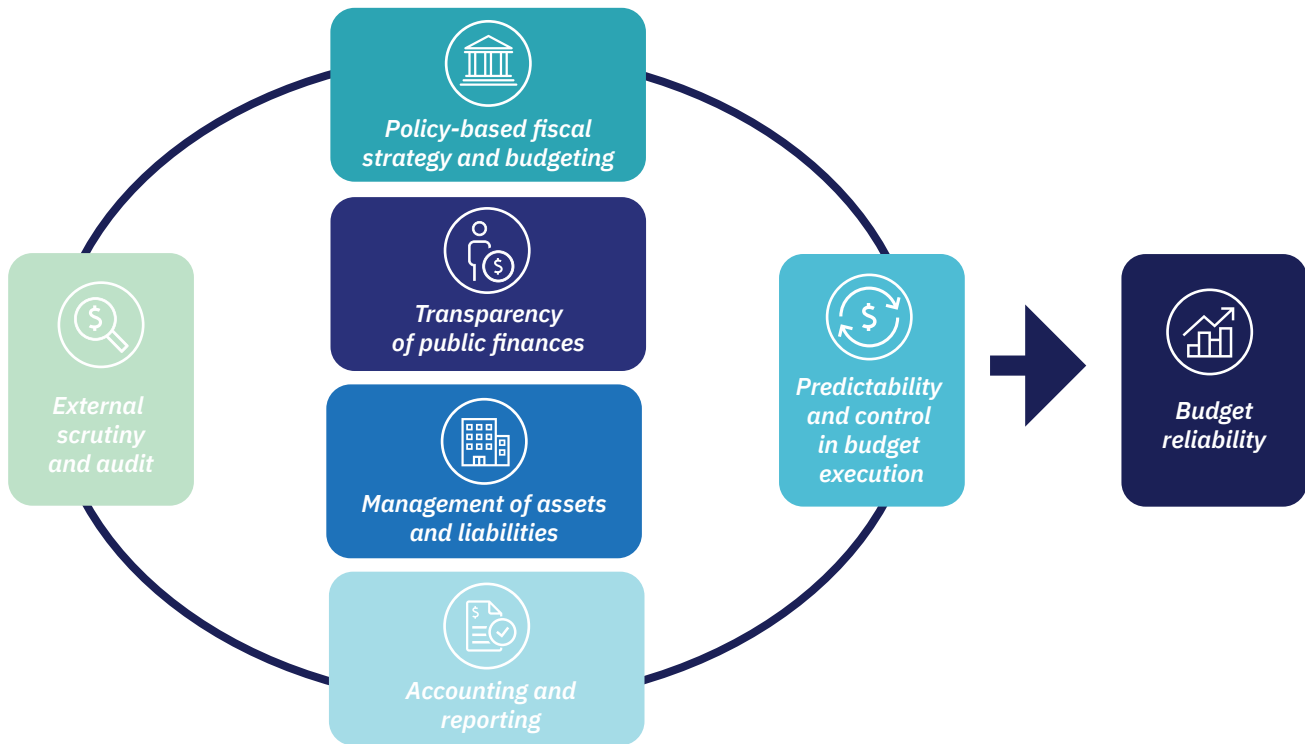 Policy-based fiscal
strategy and budgeting
$
Transparency
of public finances
$
External
scrutiny
and audit
$
Predictability
and control
in budget
execution
Budget
reliability
Management of assets
and liabilities
$
Accounting and
reporting